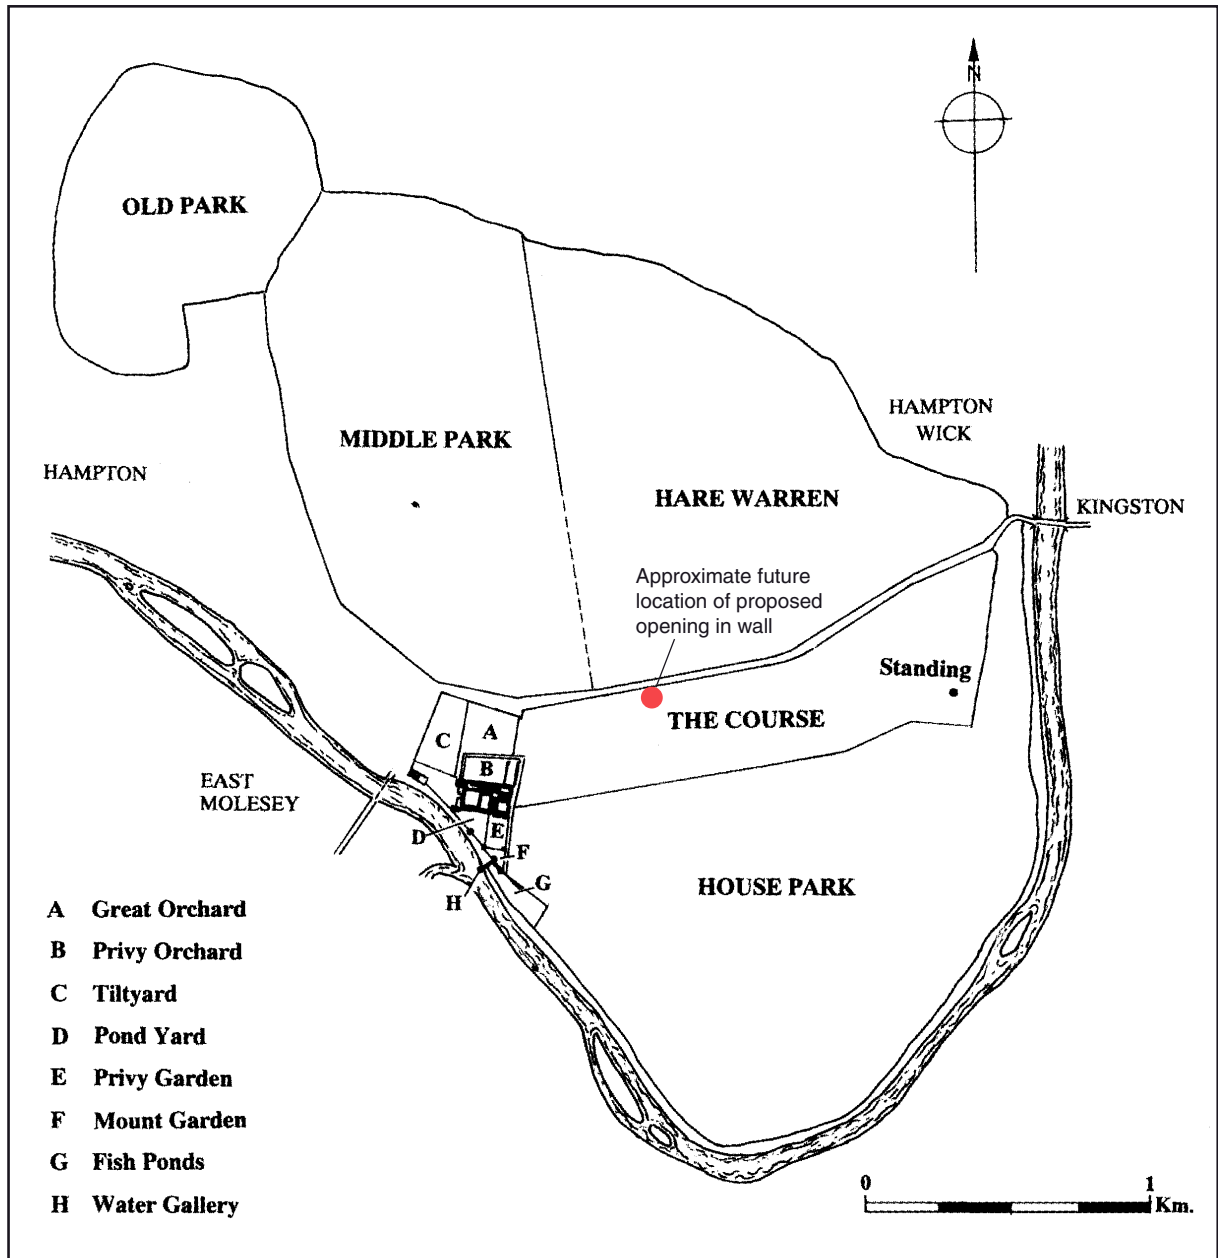 N
OLD PARK
HAMPTON
WICK
MIDDLE PARK
HAMPTON
HARE WARREN
KINGSTON
Approximate future
location of proposed
opening in wall
Standing
THE COURSE
C
A
B
EAST
MOLESEY
D
E
F
G
H
HOUSE PARK
A Great Orchard
B Privy Orchard
C Tiltyard
D Pond Yard
E Privy Garden
F Mount Garden
G Fish Ponds
H Water Gallery
0 1
Km.